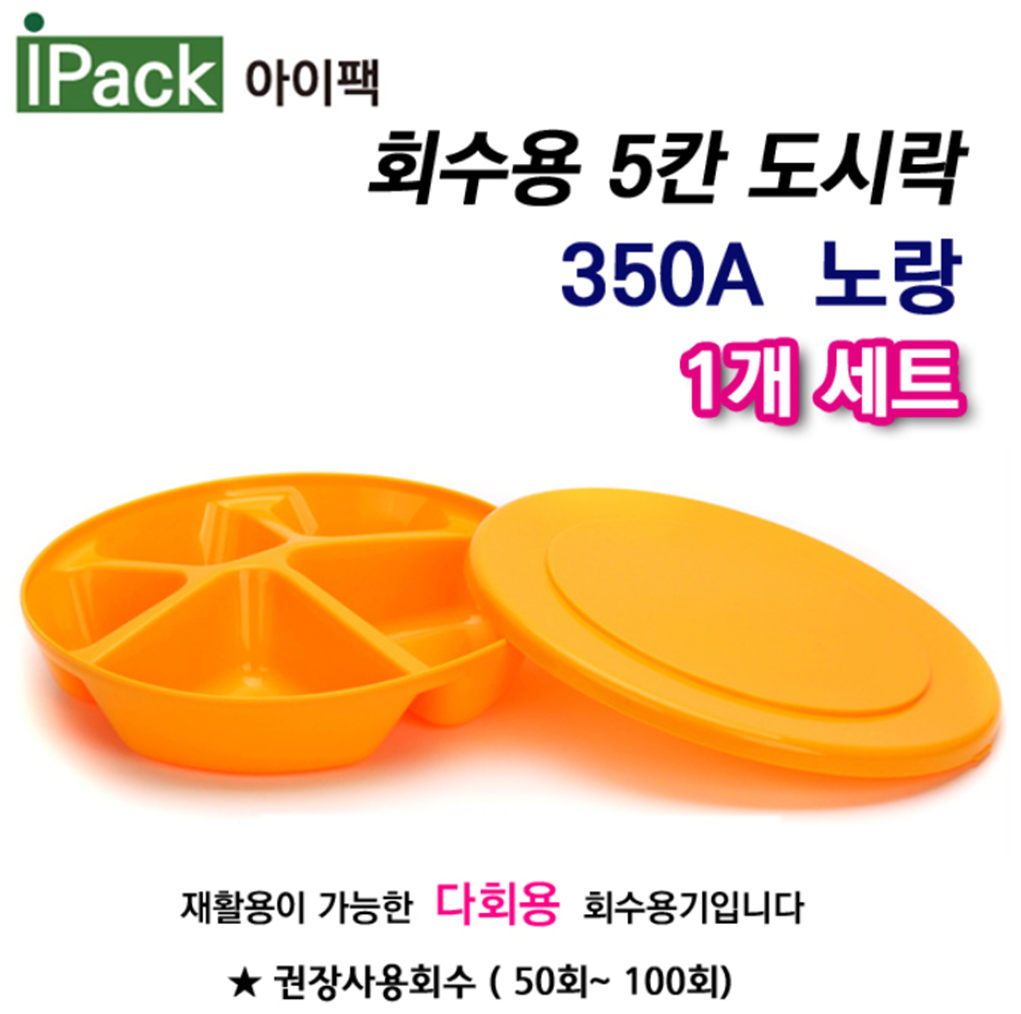 iPack 아이팩
회수용 5칸 도시락
350A 노랑
1개 세트
재활용이 가능한 다회용 회수용기입니다
★ 권장사용회수 ( 50회~ 100회)